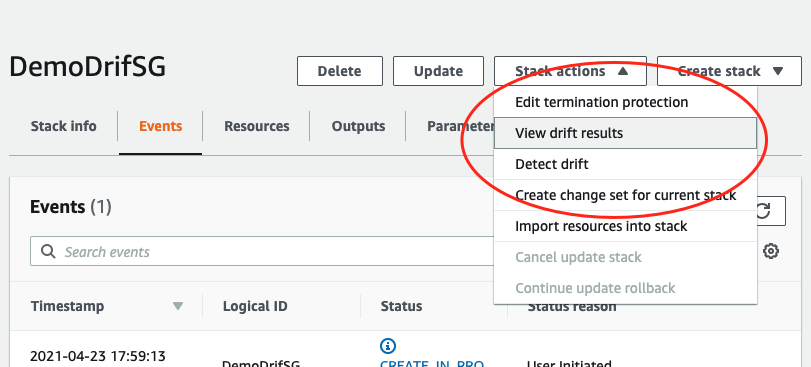 DemoDrifSG
Delete
Update
Stack actions
Create stack
Stack info
Events
Resources
Outputs
Parameter
Edit termination protection
View drift results
Detect drift
Create change set for current stack
Import resources into stack
Cancel update stack
Continue update rollback
Events (1)
Search events
Timestamp
Logical ID
Status
Status reason
2021-04-23 17:59:13
DemoDrifSG
CREATE_IN_PRO
User Initiated